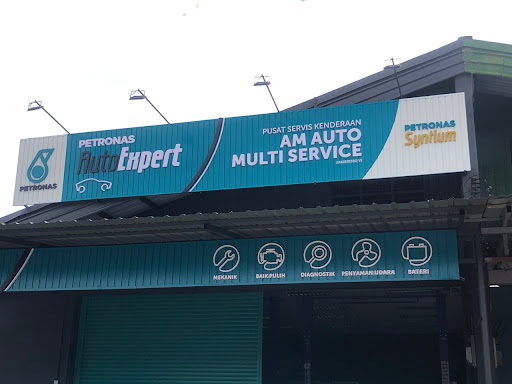 PETRONAS
PETRONAS
AutoExpert
PUSAT SERVIS KENDERAAN
AM AUTO
MULTI SERVICE
PETRONAS
Syntium
MEKANIK
BAIK PULIH
DIAGNOSTIK
PENYAMAN UDARA
BATERI